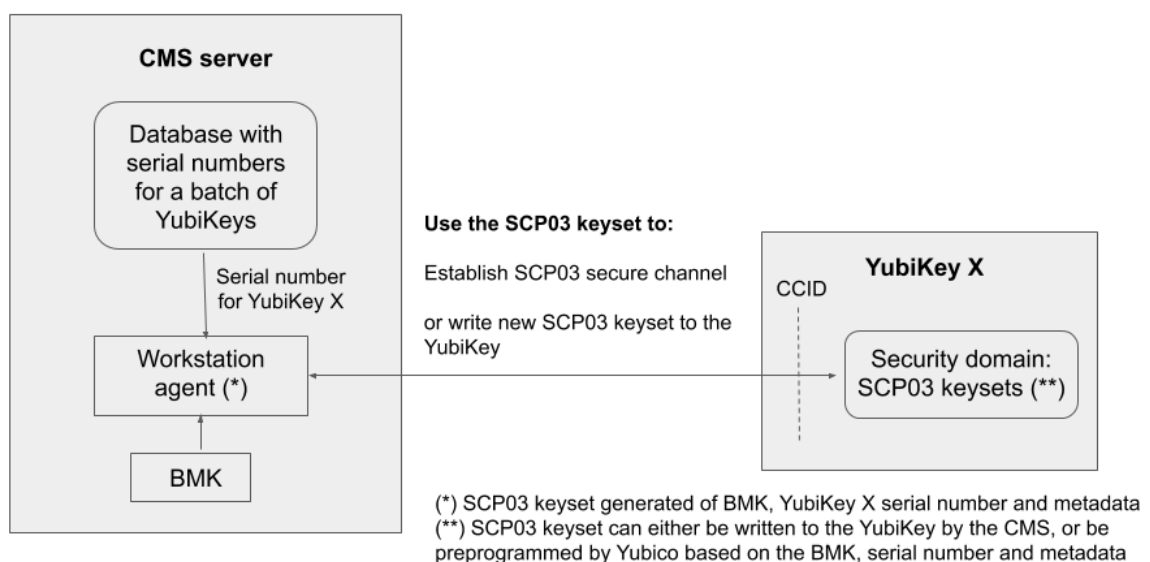 CMS server
Database with
serial numbers
for a batch of
YubiKeys
Serial number
for YubiKey X
Workstation
agent (*)
BMK
Use the SCP03 keyset to:
Establish SCP03 secure channel
or write new SCP03 keyset to the
YubiKey
YubiKey X
CCID
Security domain:
SCP03 keysets (**)
(*) SCP03 keyset generated of BMK, YubiKey X serial number and metadata
(**) SCP03 keyset can either be written to the YubiKey by the CMS, or be
preprogrammed by Yubico based on the BMK, serial number and metadata